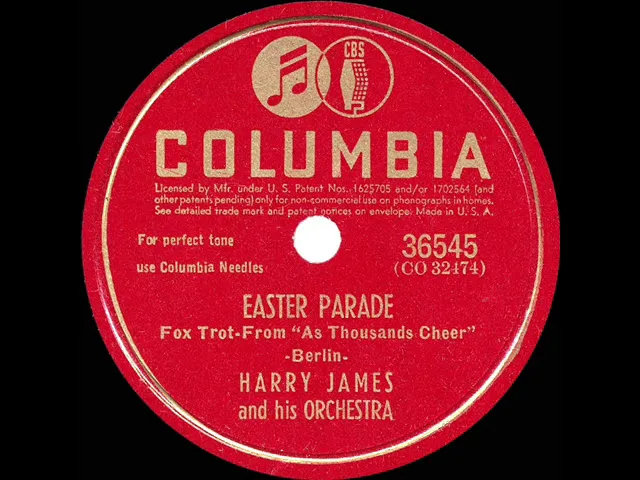 CBS
COLUMBIA
Licensed by Mfr. under U. S. Patent Nos. 1625705 and/or 1702564 (and
other patents pending) only for non-commercial use on phonographs in homes.
See detailed trade mark and patent notices on envelope. Made in U. S. A.
For perfect tone
use Columbia Needles
36545
(CO 32474)
EASTER PARADE
Fox Trot-From "As Thousands Cheer"
-Berlin-
HARRY JAMES
and his ORCHESTRA